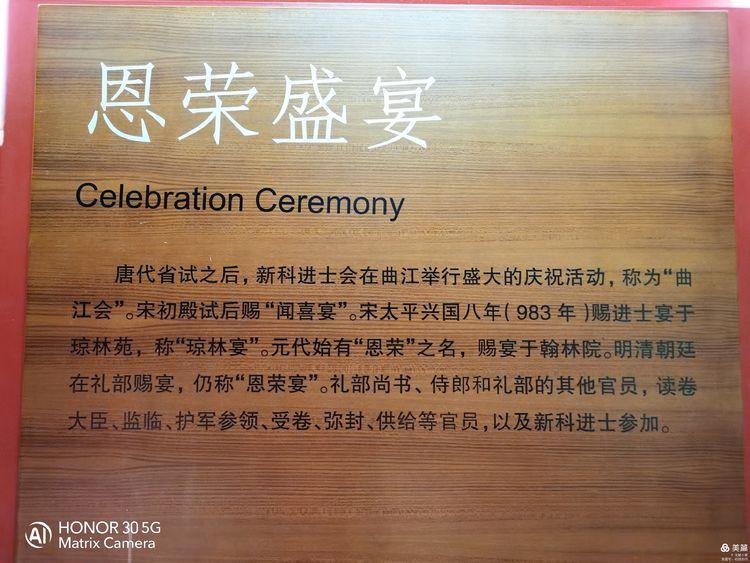 恩荣盛宴
Celebration Ceremony
唐代省试之后，新科进士会在曲江举行盛大的庆祝活动，称为“曲
江会”。宋初殿试后赐“闻喜宴”。宋太平兴国八年（983年）赐进士宴于
琼林苑，称“琼林宴”。元代始有“恩荣”之名，赐宴于翰林院。明清朝廷
在礼部赐宴，仍称“恩荣宴”。礼部尚书、侍郎和礼部的其他官员，读卷
大臣、监临、护军参领、受卷、弥封、供给等官员，以及新科进士参加。
AI HONOR 30 5G
Matrix Camera
美篇